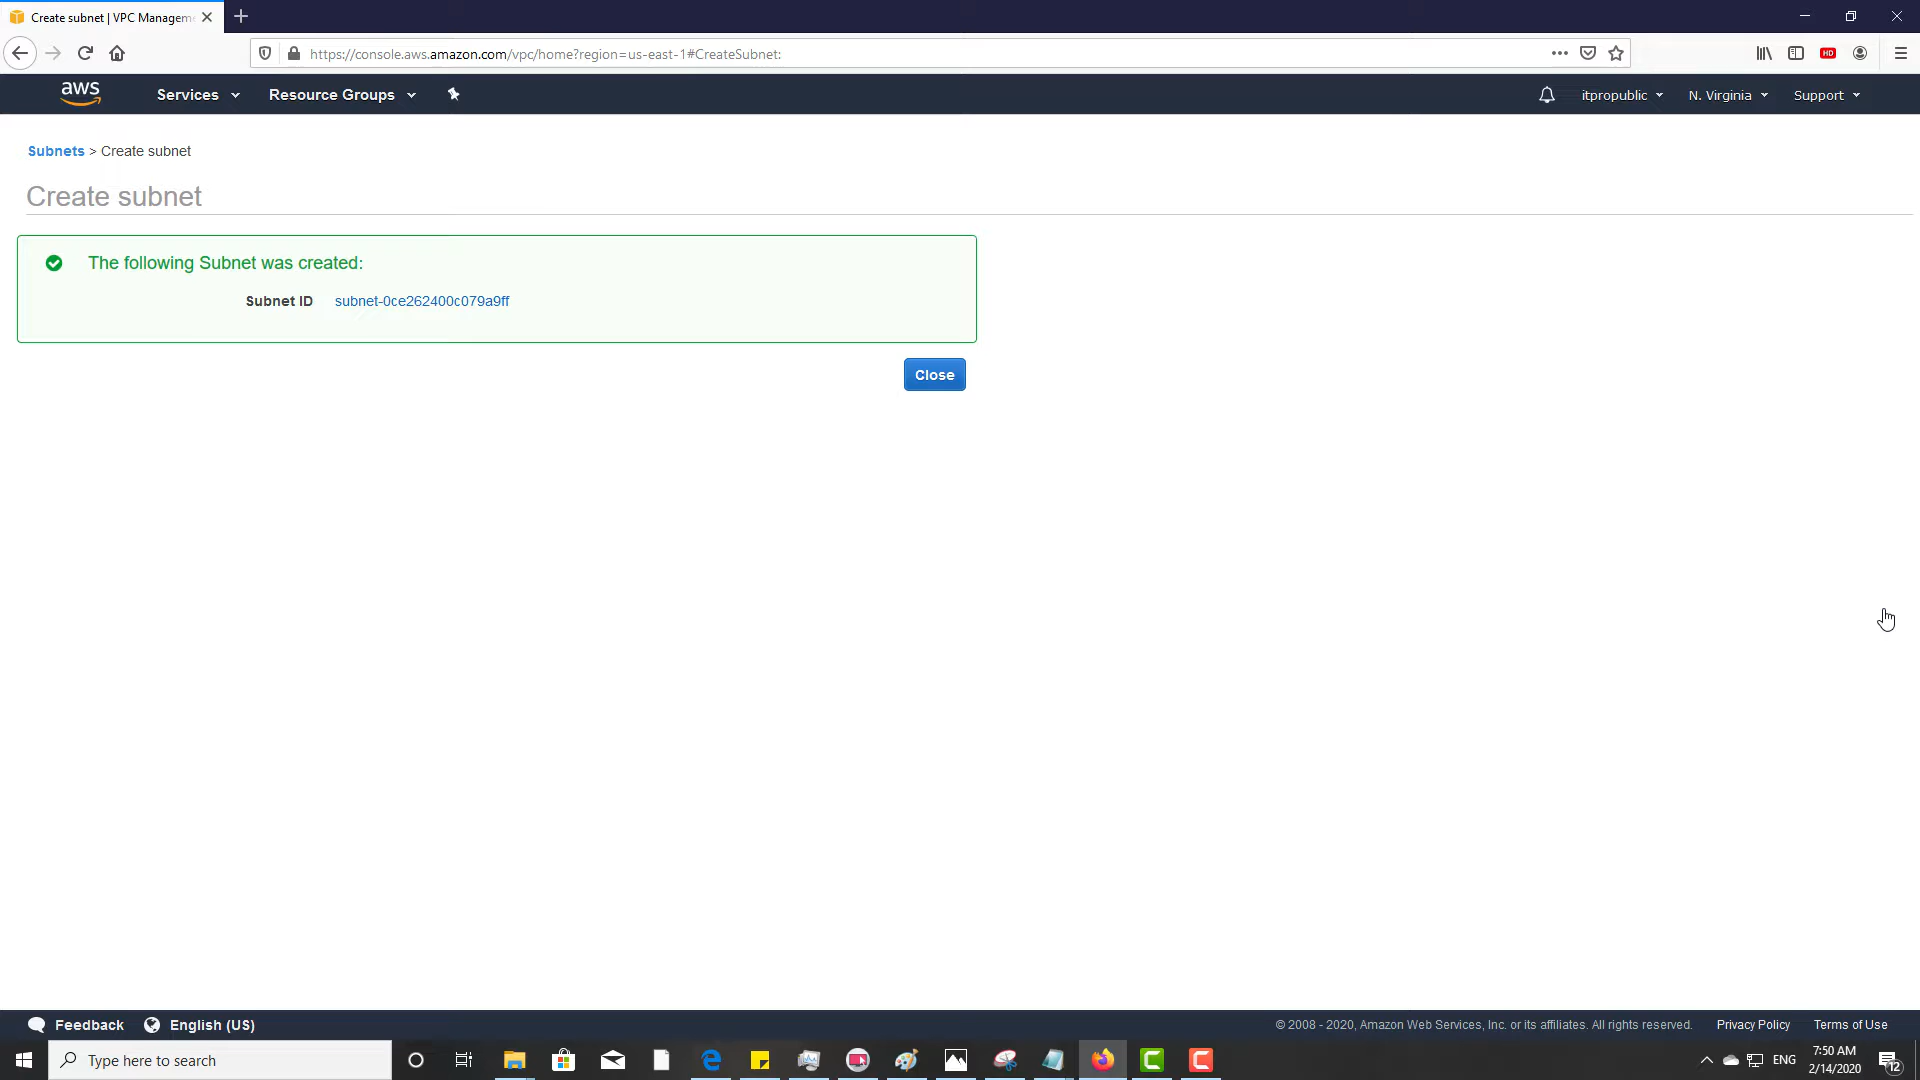 Create subnet | VPC Managem
https://console.aws.amazon.com/vpc/home?region=us-east-1#CreateSubnet:
HD
aws
Services
Resource Groups
itpropublic
N. Virginia
Support
Subnets > Create subnet
Create subnet
The following Subnet was created:
Subnet ID subnet-0ce262400c079a9ff
Close
Feedback
English (US)
© 2008 - 2020, Amazon Web Services, Inc. or its affiliates. All rights reserved.
Privacy Policy
Terms of Use
Type here to search
ENG
7:50 AM
2/14/2020
12